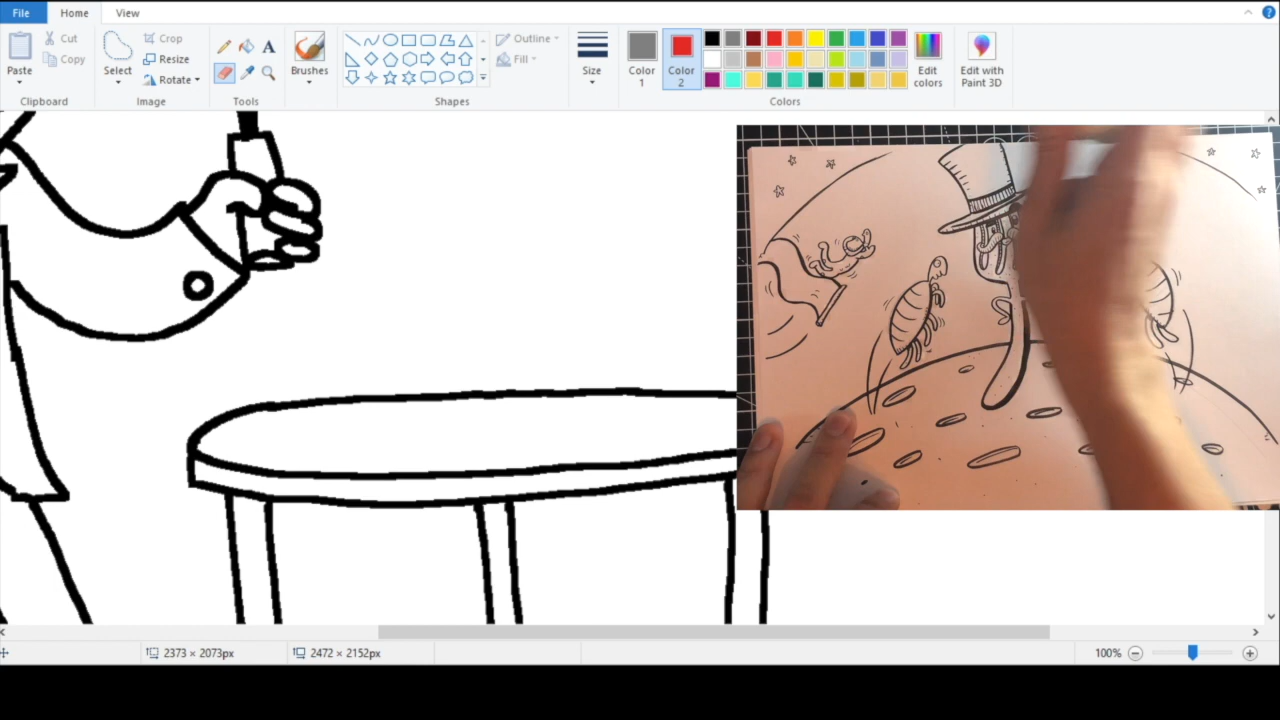 File Home View
Paste Cut Copy
Clipboard
Select Crop Resize Rotate
Image
A
Tools
Brushes
Outline Fill
Shapes
Size
Color 1
Color 2
Edit colors
Colors
Edit with Paint 3D
2373 × 2073px 2472 × 2152px 100%